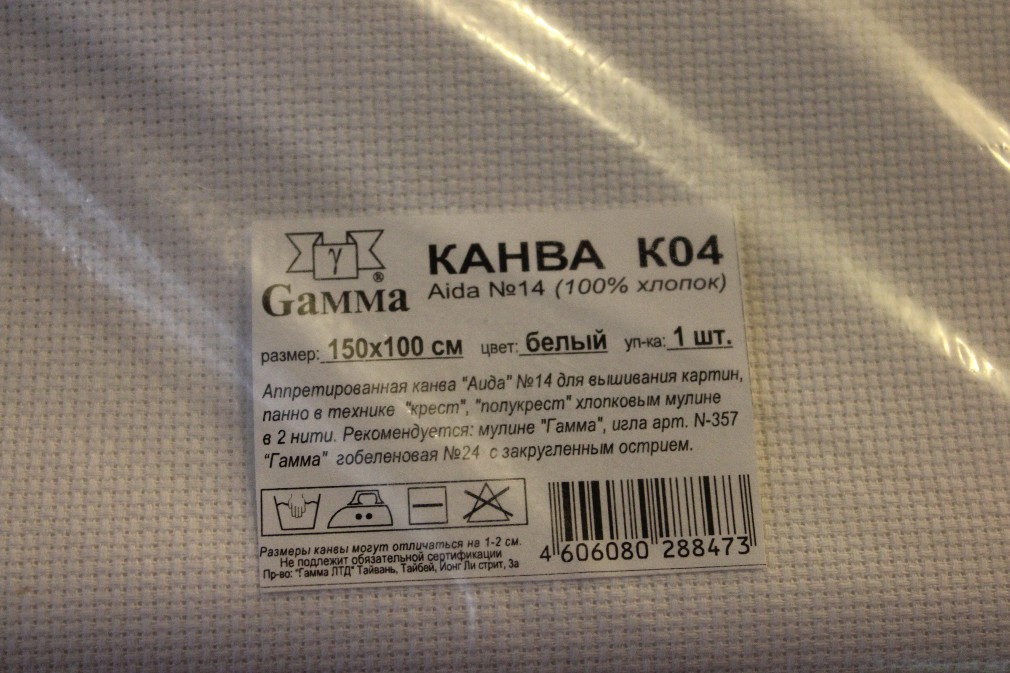 γ
®
Gамма
КАНВА К04
Aida №14 (100% хлопок)
размер: 150x100 см цвет: белый уп-ка: 1 шт.
Аппретированная канва "Аида" №14 для вышивания картин,
панно в технике "крест", "полукрест" хлопковым мулине
в 2 нити. Рекомендуется: мулине "Гамма", игла арт. N-357
"Гамма" гобеленовая №24 с закругленным острием.
Размеры канвы могут отличаться на 1-2 см.
Не подлежит обязательной сертификации
Пр-во: "Гамма ЛТД" Тайвань, Тайбей, Йонг Ли стрит, 3а
4 606080 288473